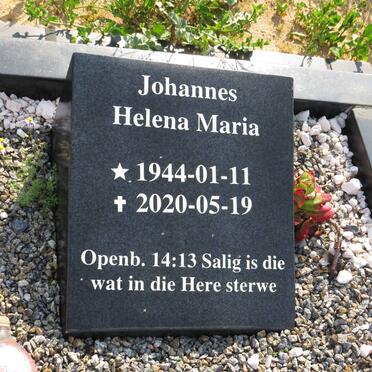 Johannes
Helena Maria
★ 1944-01-11
✝ 2020-05-19
Openb. 14:13 Salig is die
wat in die Here sterwe